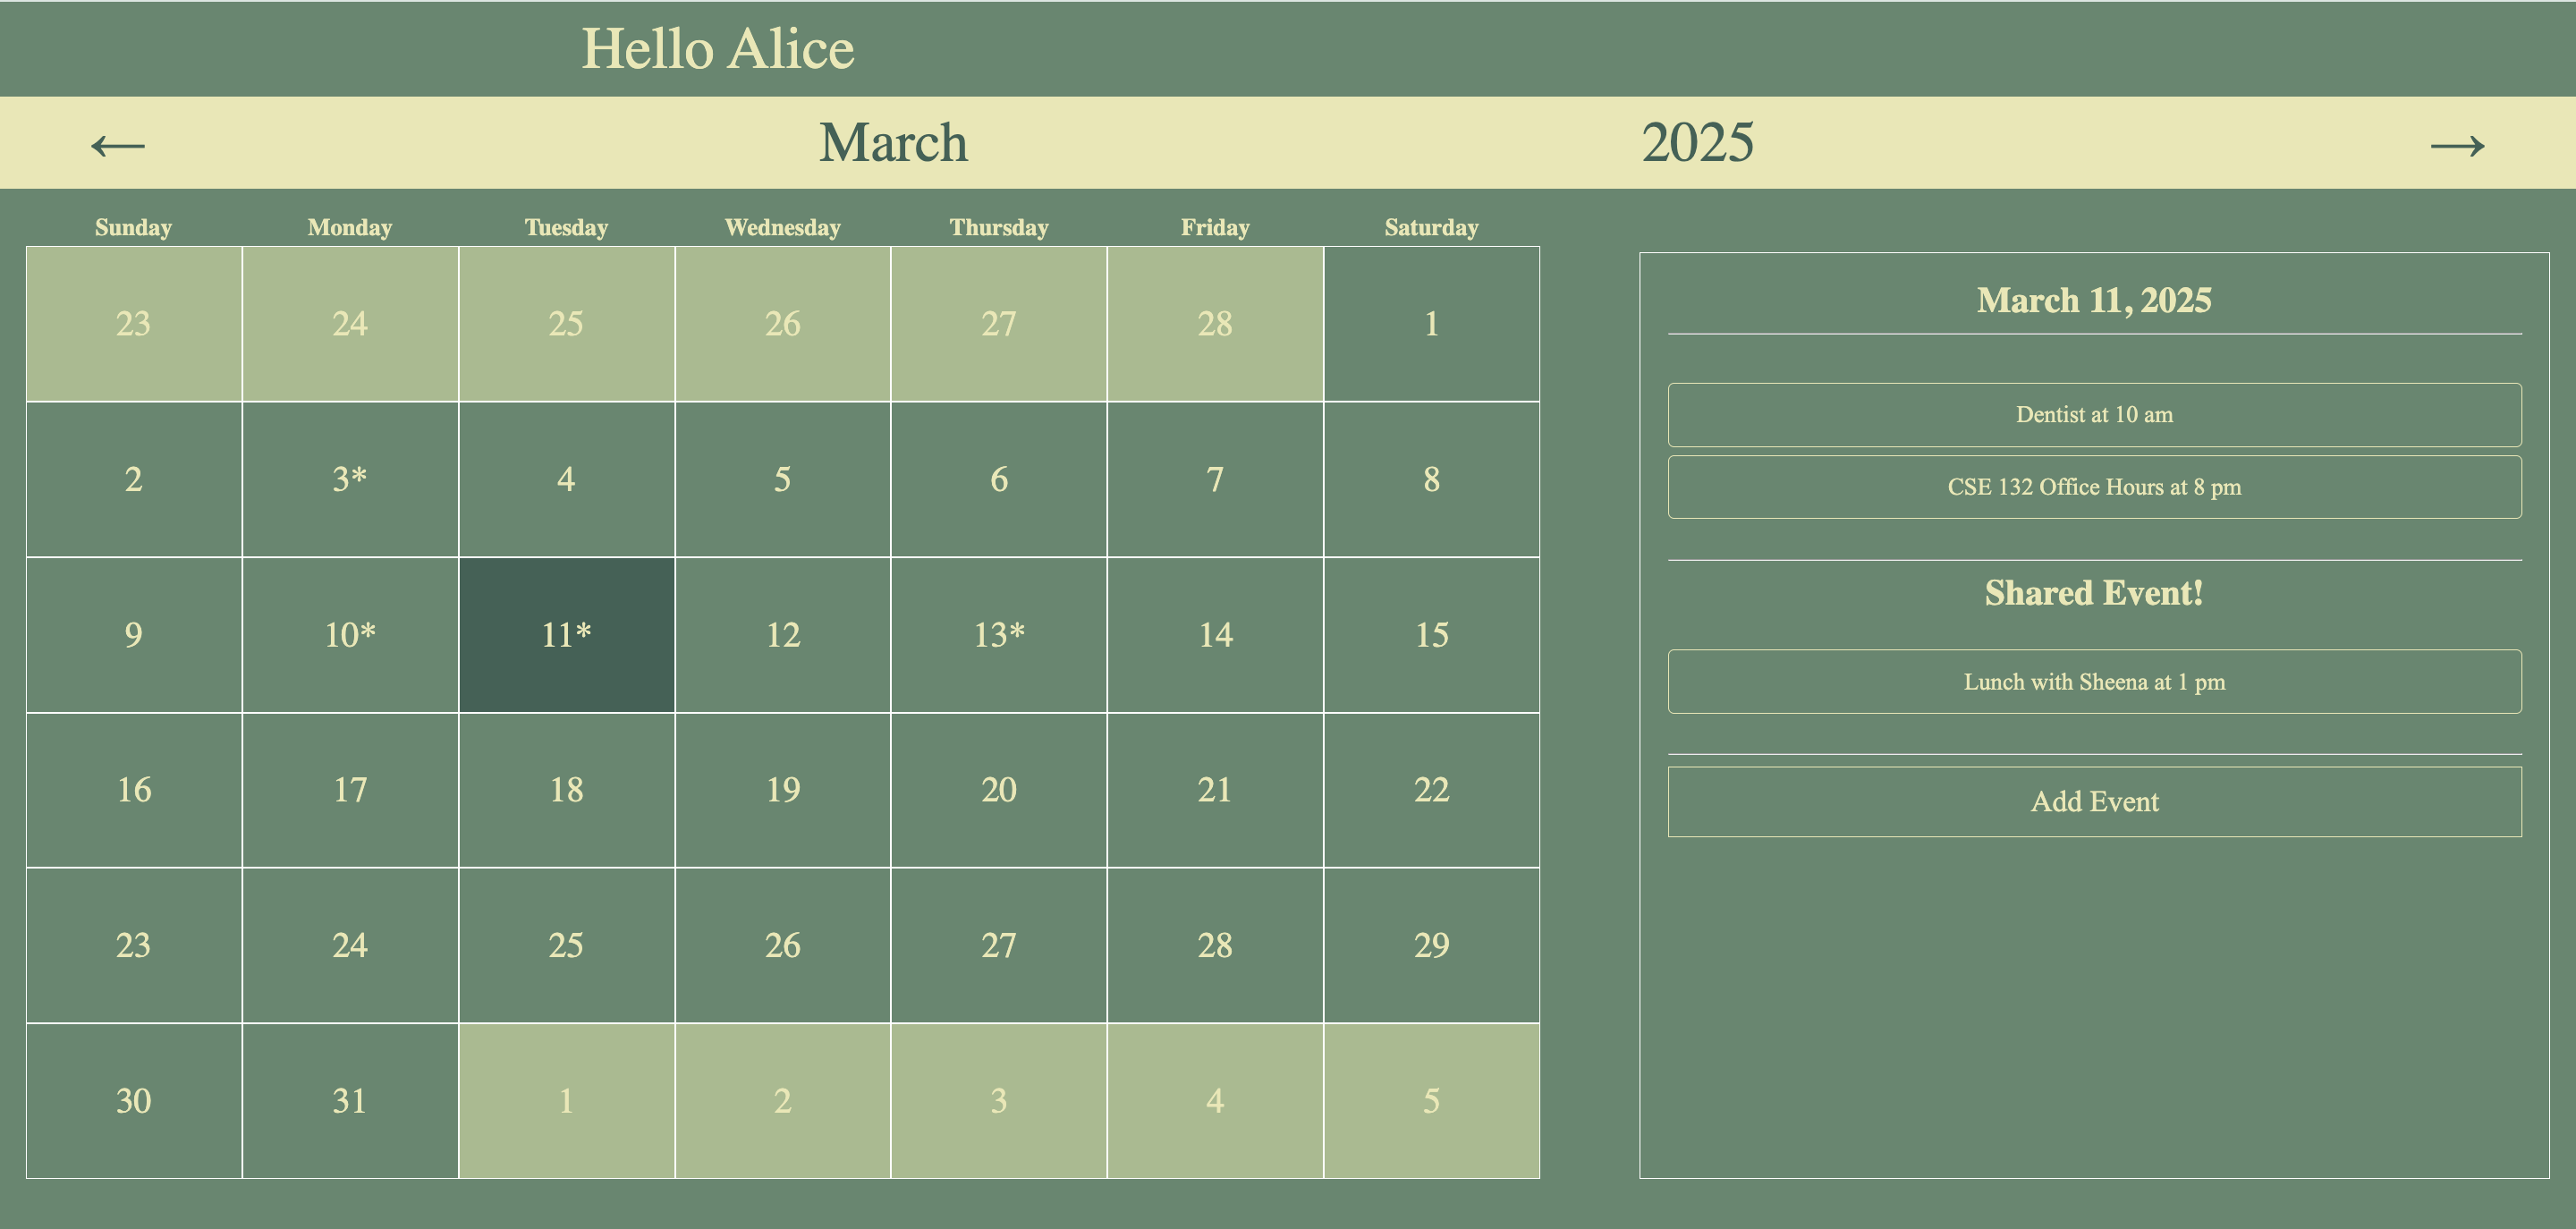 Hello Alice
← March 2025 →
Sunday Monday Tuesday Wednesday Thursday Friday Saturday
23 24 25 26 27 28 1
2 3* 4 5 6 7 8
9 10* 11* 12 13* 14 15
16 17 18 19 20 21 22
23 24 25 26 27 28 29
30 31 1 2 3 4 5
March 11, 2025
Dentist at 10 am
CSE 132 Office Hours at 8 pm
Shared Event!
Lunch with Sheena at 1 pm
Add Event